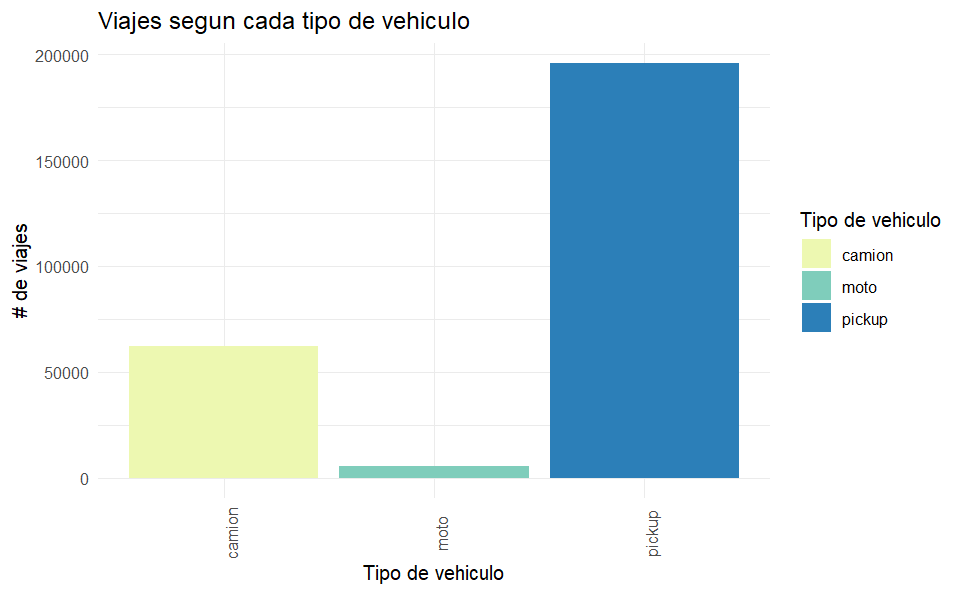 Viajes segun cada tipo de vehiculo
# de viajes
200000
150000
100000
50000
0
camion
moto
pickup
Tipo de vehiculo
Tipo de vehiculo
camion
moto
pickup